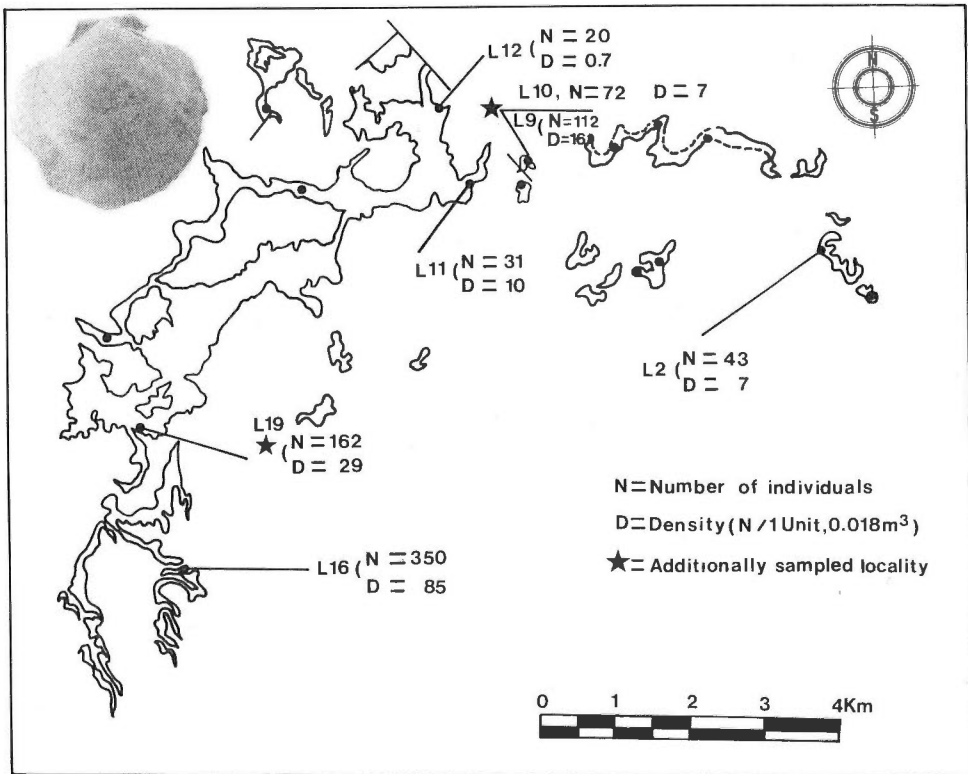 L12 ( N = 20
D = 0.7
L10, N = 72 D = 7
L9 ( N = 112
D = 16
N
S
L11 ( N = 31
D = 10
L2 ( N = 43
D = 7
L19
★ ( N = 162
D = 29
N = Number of individuals
D = Density ( N / 1 Unit, 0.018m³ )
★ = Additionally sampled locality
L16 ( N = 350
D = 85
0 1 2 3 4Km